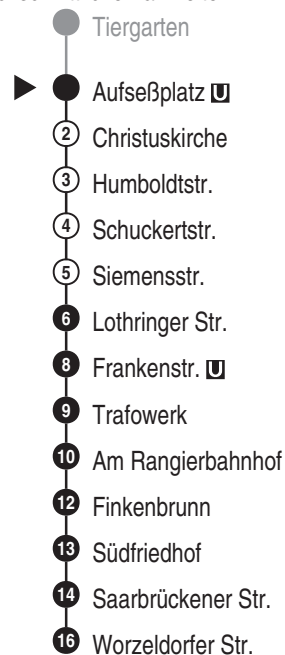 Tiergarten
Aufseßplatz U
2 Christuskirche
3 Humboldtstr.
4 Schuckertstr.
5 Siemensstr.
6 Lothringer Str.
8 Frankenstr. U
9 Trafowerk
10 Am Rangierbahnhof
12 Finkenbrunn
13 Südfriedhof
14 Saarbrückener Str.
16 Worzeldorfer Str.